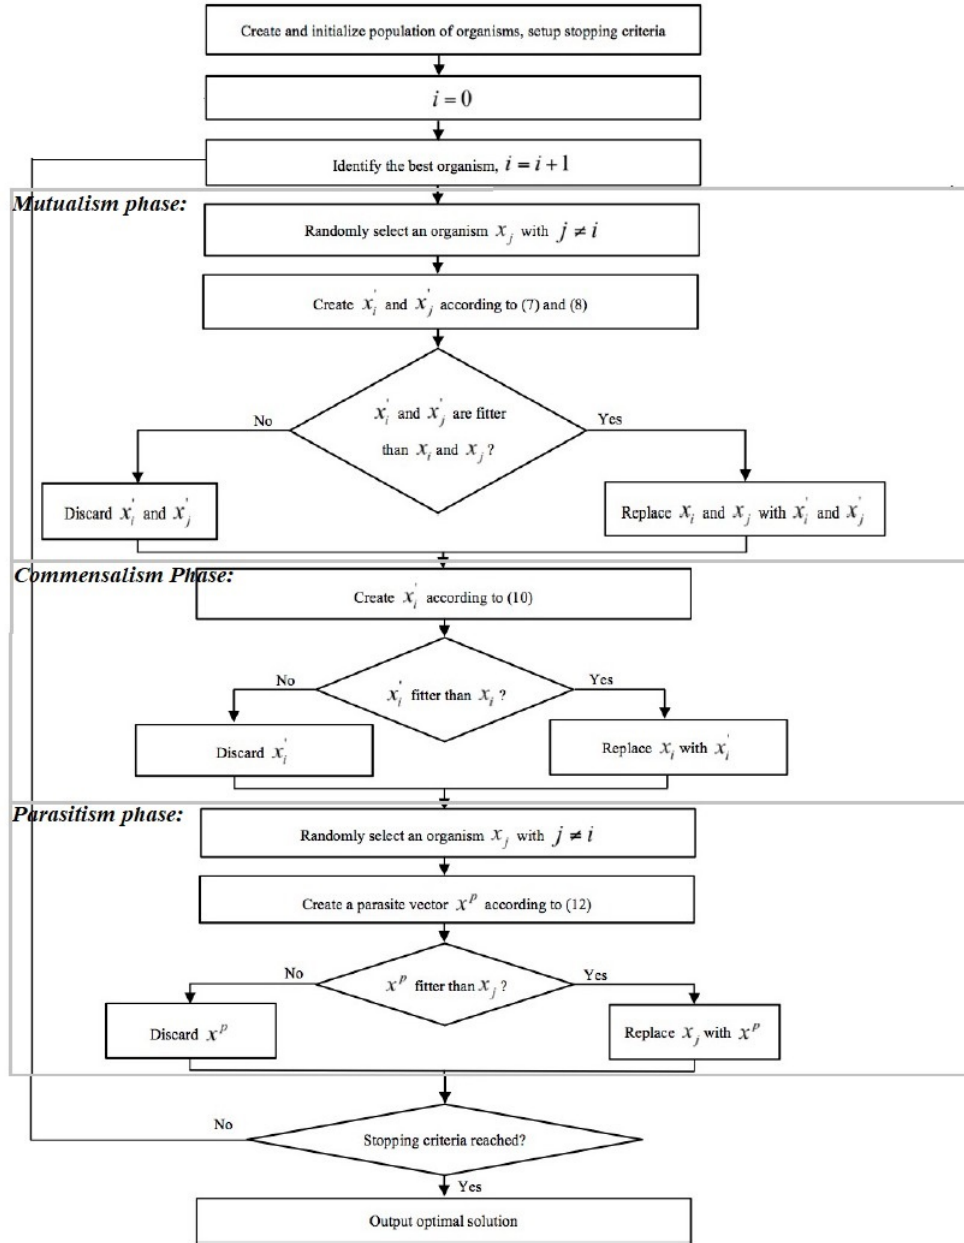 Create and initialize population of organisms, setup stopping criteria
i = 0
Identify the best organism, i = i + 1
Mutualism phase:
Randomly select an organism x_j with j ≠ i
Create x_i' and x_j' according to (7) and (8)
x_i' and x_j' are fitter
than x_i and x_j ?
No
Yes
Discard x_i' and x_j'
Replace x_i and x_j with x_i' and x_j'
Commensalism Phase:
Create x_i' according to (10)
No
Yes
x_i' fitter than x_i ?
Discard x_i'
Replace x_i with x_i'
Parasitism phase:
Randomly select an organism x_j with j ≠ i
Create a parasite vector x^p according to (12)
No
Yes
x^p fitter than x_j ?
Discard x^p
Replace x_j with x^p
No
Stopping criteria reached?
Yes
Output optimal solution